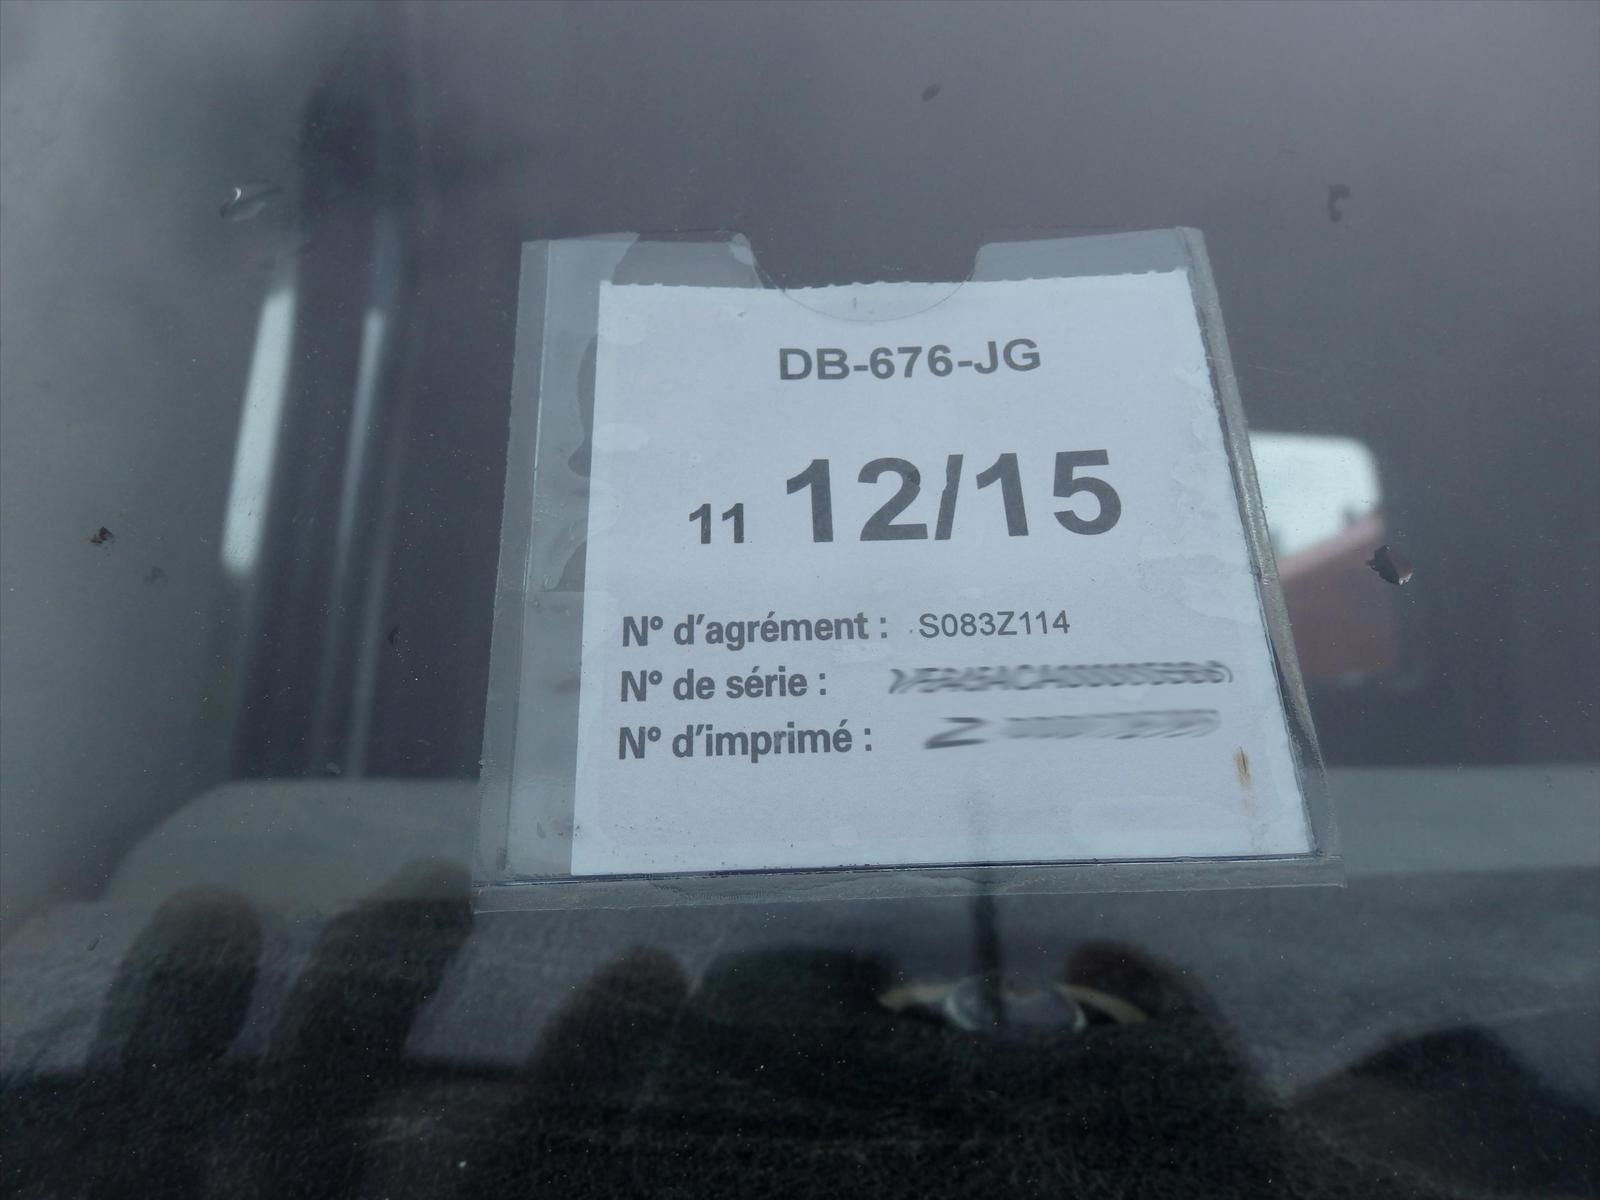 DB-676-JG
11 12/15
N° d'agrément : S083Z114
N° de série :
N° d'imprimé :